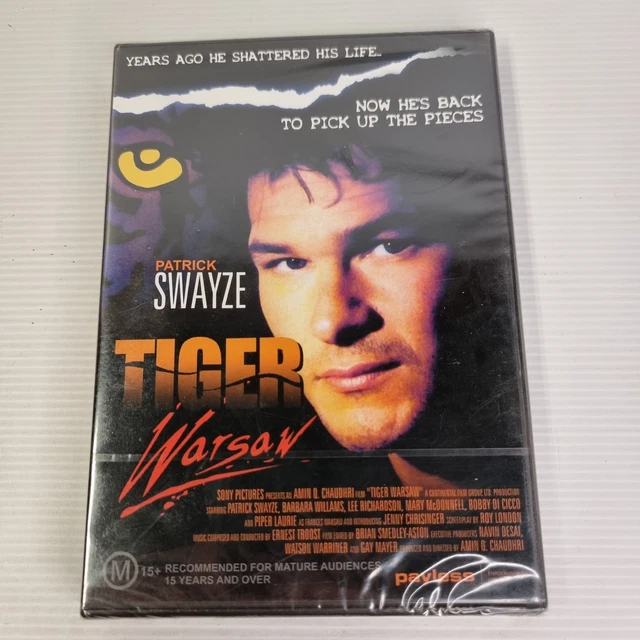 YEARS AGO HE SHATTERED HIS LIFE..
NOW HE'S BACK
TO PICK UP THE PIECES
PATRICK
SWAYZE
TIGER
Warsaw
SONY PICTURES PRESENTS AN AMIN Q. CHAUDHRI FILM "TIGER WARSAW" A CONTINENTAL FILM GROUP, LTD. PRODUCTION
STARRING PATRICK SWAYZE, BARBARA WILLIAMS, LEE RICHARDSON, MARY McDONNELL, BOBBY DI CICCO
AND PIPER LAURIE AS FRANCES WARSAW AND INTRODUCING JENNY CHRISINGER SCREENPLAY BY ROY LONDON
MUSIC COMPOSED AND CONDUCTED BY ERNEST TROOST FILM EDITED BY BRIAN SMEDLEY-ASTON EXECUTIVE PRODUCERS NAVIN DESAI,
WATSON WARRINER AND GAY MAYER PRODUCED AND DIRECTED BY AMIN Q. CHAUDHRI
M 15+ RECOMMENDED FOR MATURE AUDIENCES
15 YEARS AND OVER
payless